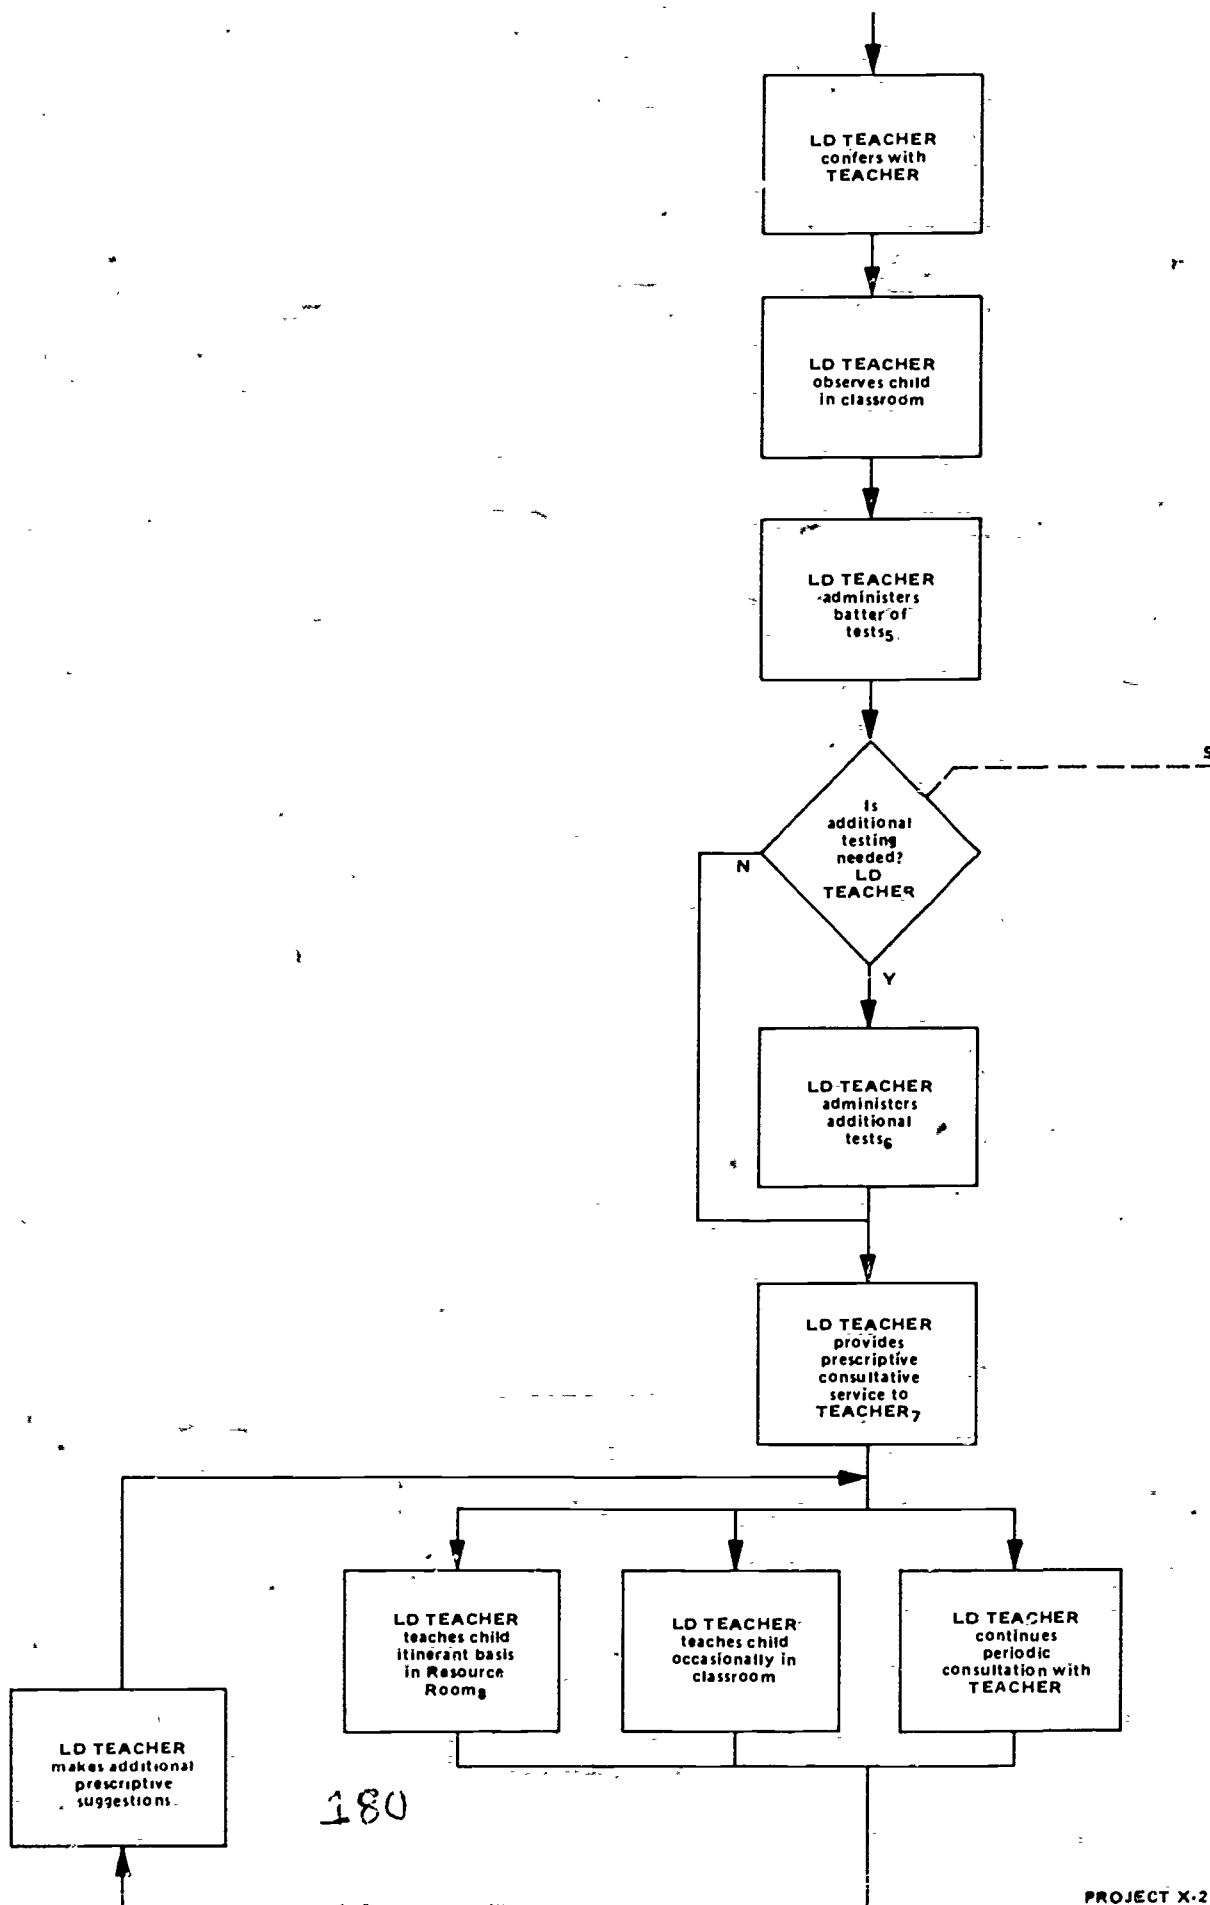 LD TEACHER
confers with
TEACHER
LD TEACHER
observes child
in classroom
LD TEACHER
administers
batter of
tests5
S
Is
additional
testing
needed?
LD
TEACHER
N
Y
LD TEACHER
administers
additional
tests6
LD TEACHER
provides
prescriptive
consultative
service to
TEACHER7
LD TEACHER
teaches child
itinerant basis
in Resource
Room8
LD TEACHER
teaches child
occasionally in
classroom
LD TEACHER
continues
periodic
consultation with
TEACHER
LD TEACHER
makes additional
prescriptive
suggestions
180
PROJECT X-2